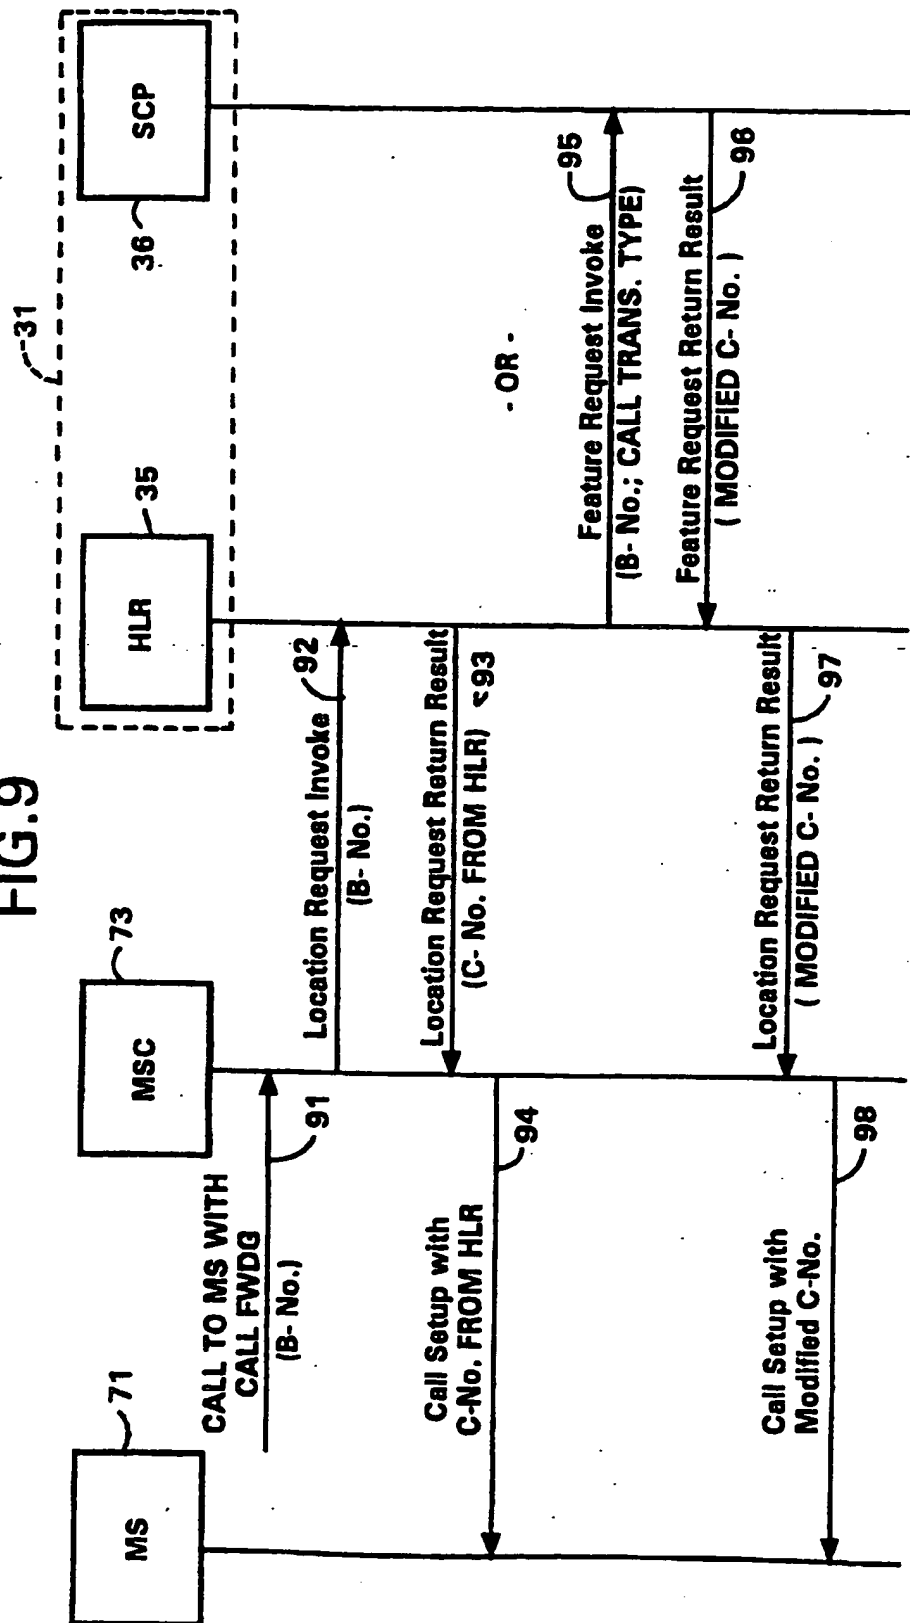 FIG.9
31
MS
71
MSC
73
HLR
35
SCP
36
CALL TO MS WITH
CALL FWDG
(B- No.)
91
Location Request Invoke
(B- No.)
92
Location Request Return Result
(C- No. FROM HLR)
93
Call Setup with
C-No. FROM HLR
94
- OR -
Feature Request Invoke
(B- No.; CALL TRANS. TYPE)
95
Feature Request Return Result
( MODIFIED C- No. )
96
Location Request Return Result
( MODIFIED C- No. )
97
Call Setup with
Modified C-No.
98